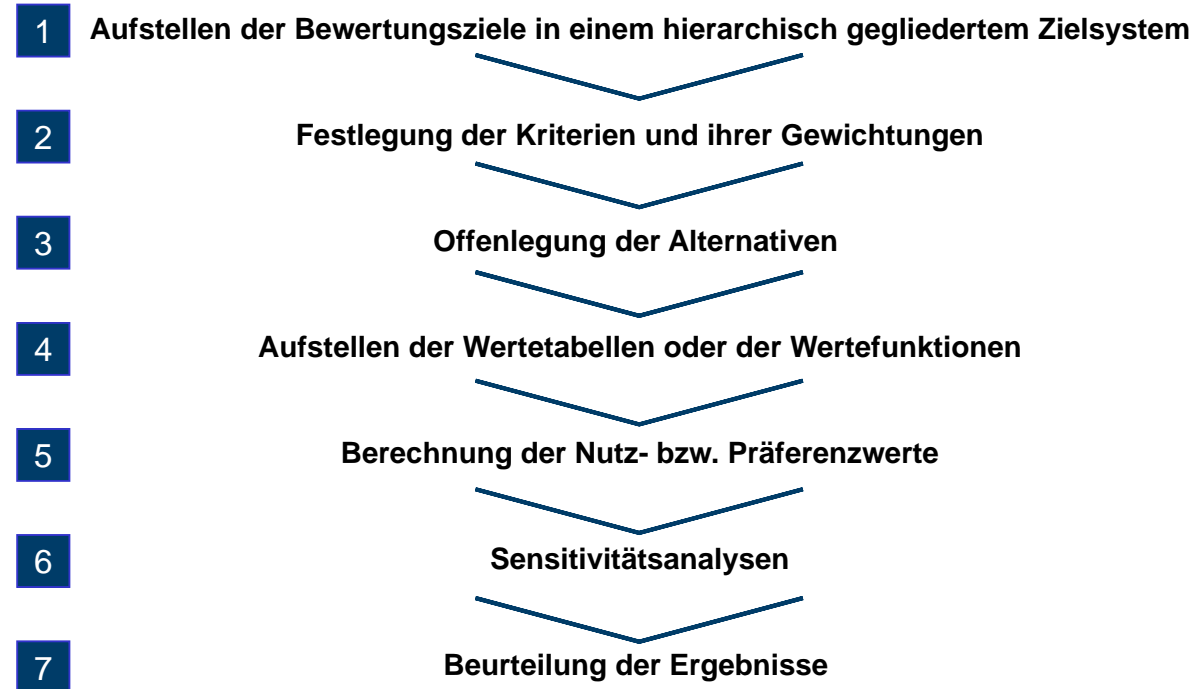 1 Aufstellen der Bewertungsziele in einem hierarchisch gegliedertem Zielsystem
2 Festlegung der Kriterien und ihrer Gewichtungen
3 Offenlegung der Alternativen
4 Aufstellen der Wertetabellen oder der Wertefunktionen
5 Berechnung der Nutz- bzw. Präferenzwerte
6 Sensitivitätsanalysen
7 Beurteilung der Ergebnisse